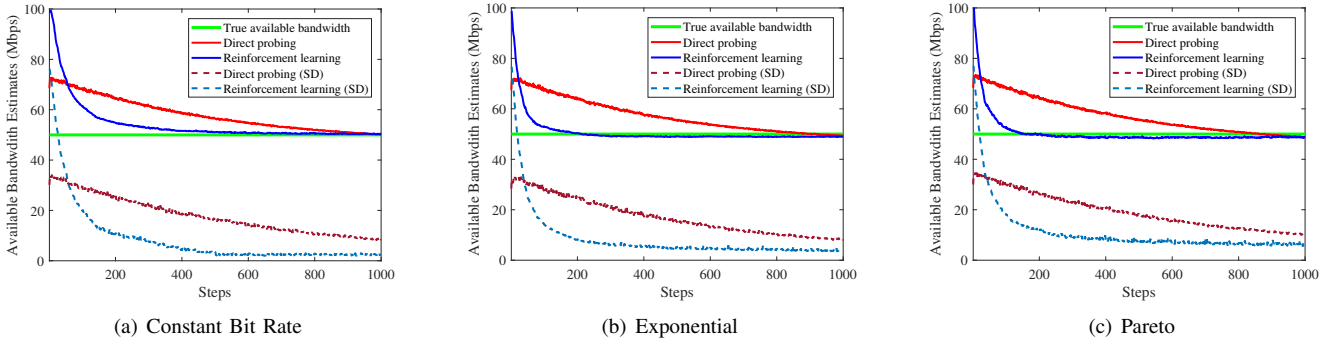 Available Bandwdith Estimates (Mbps)
100
80
60
40
20
0
True available bandwidth
Direct probing
Reinforcement learning
Direct probing (SD)
Reinforcement learning (SD)
200 400 600 800 1000
Steps
(a) Constant Bit Rate
Available Bandwdith Estimates (Mbps)
100
80
60
40
20
0
True available bandwidth
Direct probing
Reinforcement learning
Direct probing (SD)
Reinforcement learning (SD)
200 400 600 800 1000
Steps
(b) Exponential
Available Bandwdith Estimates (Mbps)
100
80
60
40
20
0
True available bandwidth
Direct probing
Reinforcement learning
Direct probing (SD)
Reinforcement learning (SD)
200 400 600 800 1000
Steps
(c) Pareto